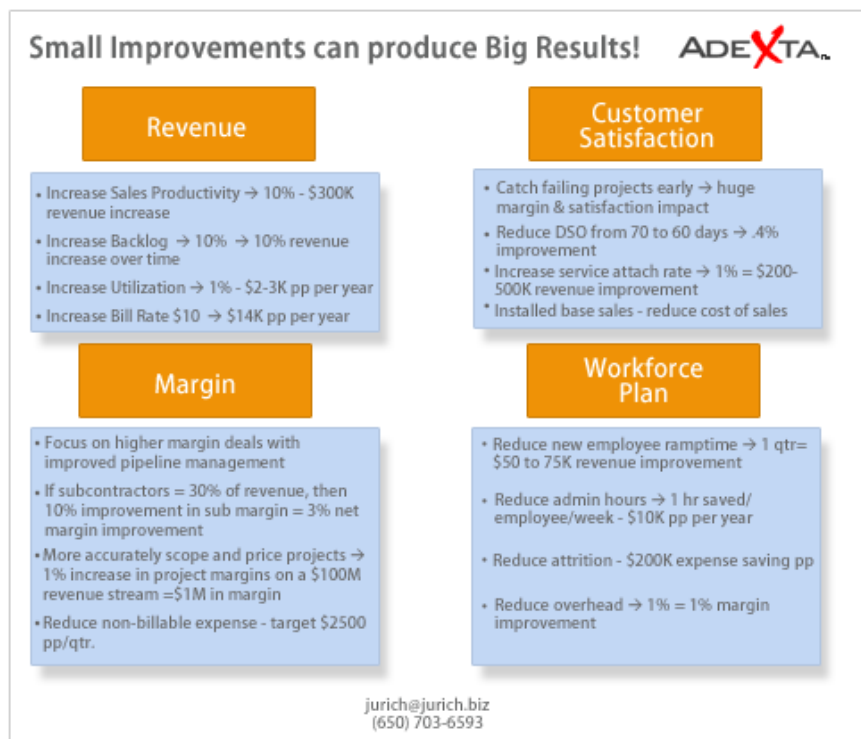 Small Improvements can produce Big Results!
ADEXTA
Revenue
• Increase Sales Productivity → 10% - $300K
revenue increase
• Increase Backlog → 10% → 10% revenue
increase over time
• Increase Utilization → 1% - $2-3K pp per year
• Increase Bill Rate $10 → $14K pp per year
Customer
Satisfaction
• Catch failing projects early → huge
margin & satisfaction impact
• Reduce DSO from 70 to 60 days → .4%
improvement
• Increase service attach rate → 1% = $200-
500K revenue improvement
• Installed base sales - reduce cost of sales
Margin
• Focus on higher margin deals with
improved pipeline management
• If subcontractors = 30% of revenue, then
10% improvement in sub margin = 3% net
margin improvement
• More accurately scope and price projects →
1% increase in project margins on a $100M
revenue stream =$1M in margin
• Reduce non-billable expense - target $2500
pp/qtr.
Workforce
Plan
• Reduce new employee ramptime → 1 qtr=
$50 to 75K revenue improvement
• Reduce admin hours → 1 hr saved/
employee/week - $10K pp per year
• Reduce attrition - $200K expense saving pp
• Reduce overhead → 1% = 1% margin
improvement
jurich@jurich.biz
(650) 703-6593